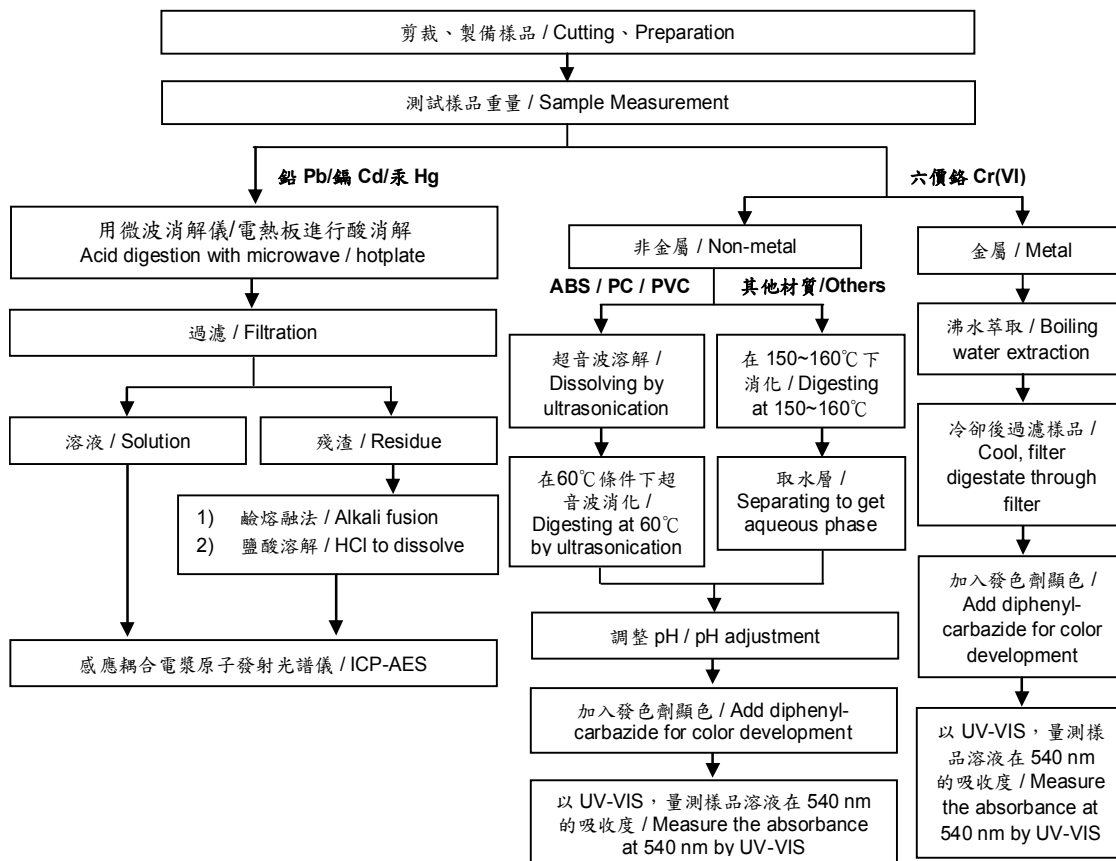 剪裁、製備樣品 / Cutting、Preparation
測試樣品重量 / Sample Measurement
鉛 Pb/鎘 Cd/汞 Hg
用微波消解儀/電熱板進行酸消解
Acid digestion with microwave / hotplate
過濾 / Filtration
溶液 / Solution
殘渣 / Residue
1) 鹼熔融法 / Alkali fusion
2) 鹽酸溶解 / HCl to dissolve
感應耦合電漿原子發射光譜儀 / ICP-AES
六價鉻 Cr(VI)
非金屬 / Non-metal
ABS / PC / PVC
超音波溶解 /
Dissolving by
ultrasonication
在60℃條件下超
音波消化 /
Digesting at 60℃
by ultrasonication
其他材質/Others
在 150~160℃下
消化 / Digesting
at 150~160℃
取水層 /
Separating to get
aqueous phase
調整 pH / pH adjustment
加入發色劑顯色 / Add diphenyl-
carbazide for color development
以 UV-VIS，量測樣品溶液在 540 nm
的吸收度 / Measure the absorbance
at 540 nm by UV-VIS
金屬 / Metal
沸水萃取 / Boiling
water extraction
冷卻後過濾樣品 /
Cool, filter
digestate through
filter
加入發色劑顯色 /
Add diphenyl-
carbazide for color
development
以 UV-VIS，量測樣
品溶液在 540 nm
的吸收度 / Measure
the absorbance at
540 nm by UV-VIS